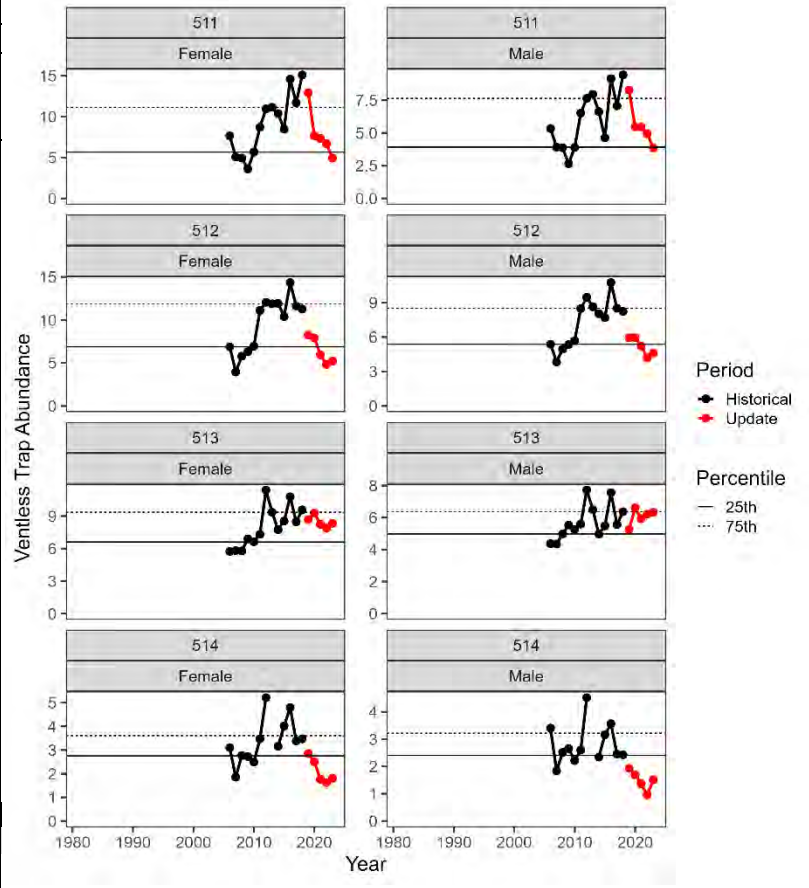 511
511
Female
Male
15
10
5
0
7.5
5.0
2.5
0.0
512
512
Female
Male
15
10
5
0
9
6
3
0
513
513
Female
Male
9
6
3
0
8
6
4
2
0
514
514
Female
Male
5
4
3
2
1
0
4
3
2
1
0
1980 1990 2000 2010 2020
1980 1990 2000 2010 2020
Year
Ventless Trap Abundance
Period
Historical
Update
Percentile
25th
75th